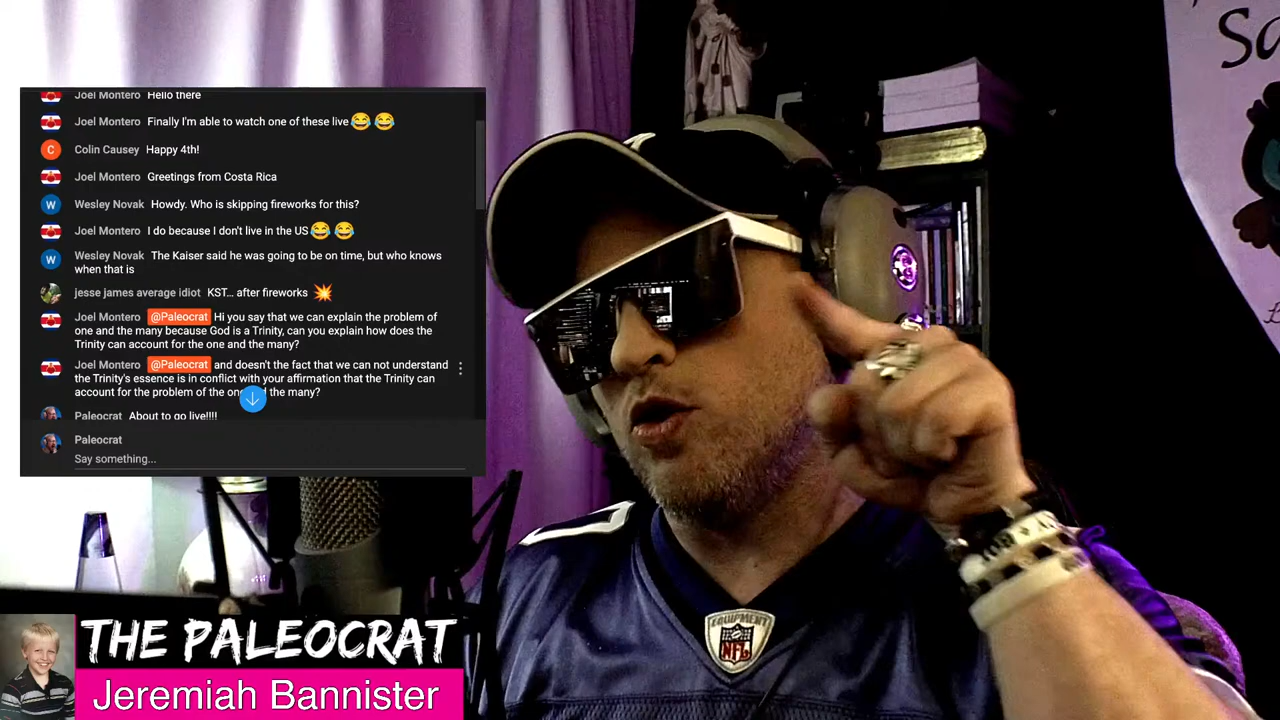 Joel Montero Hello there
Joel Montero Finally I'm able to watch one of these live😂 😂
C Colin Causey Happy 4th!
Joel Montero Greetings from Costa Rica
W Wesley Novak Howdy. Who is skipping fireworks for this?
Joel Montero I do because I don't live in the US😂 😂
W Wesley Novak The Kaiser said he was going to be on time, but who knows
when that is
jesse james average idiot KST... after fireworks 💥
Joel Montero @Paleocrat Hi you say that we can explain the problem of
one and the many because God is a Trinity, can you explain how does the
Trinity can account for the one and the many?
Joel Montero @Paleocrat and doesn't the fact that we can not understand
the Trinity's essence is in conflict with your affirmation that the Trinity can
account for the problem of the one the many?
Paleocrat About to go live!!!!
Paleocrat
Say something...
EQUIPMENT
NFL
THE PALEOCRAT
Jeremiah Bannister